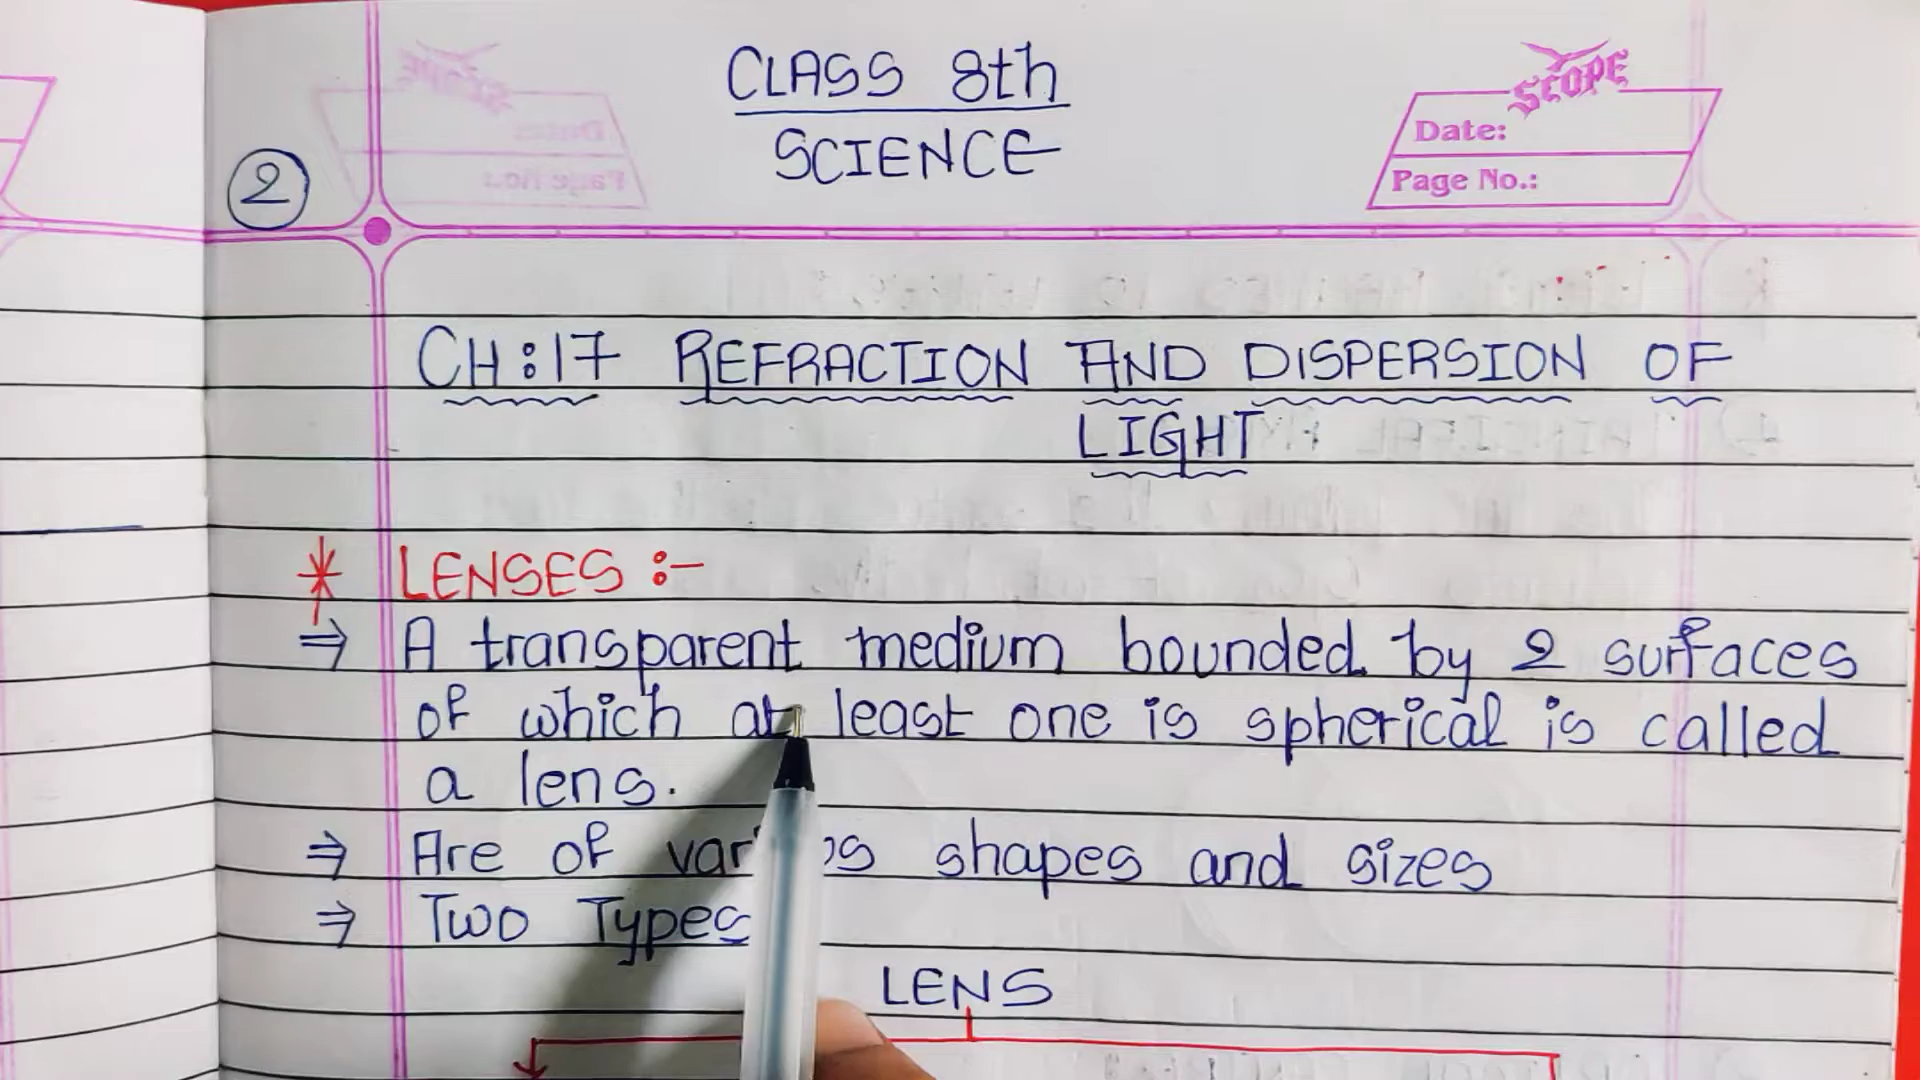 CLASS 8th
SCIENCE
SCOPE
Date:
Page No.:
2
CH:17 REFRACTION AND DISPERSION OF
LIGHT
* LENSES :-
⇒ A transparent medium bounded by 2 surfaces
of which at least one is spherical is called
a lens.
⇒ Are of shapes and sizes
⇒ Two Types
LENS